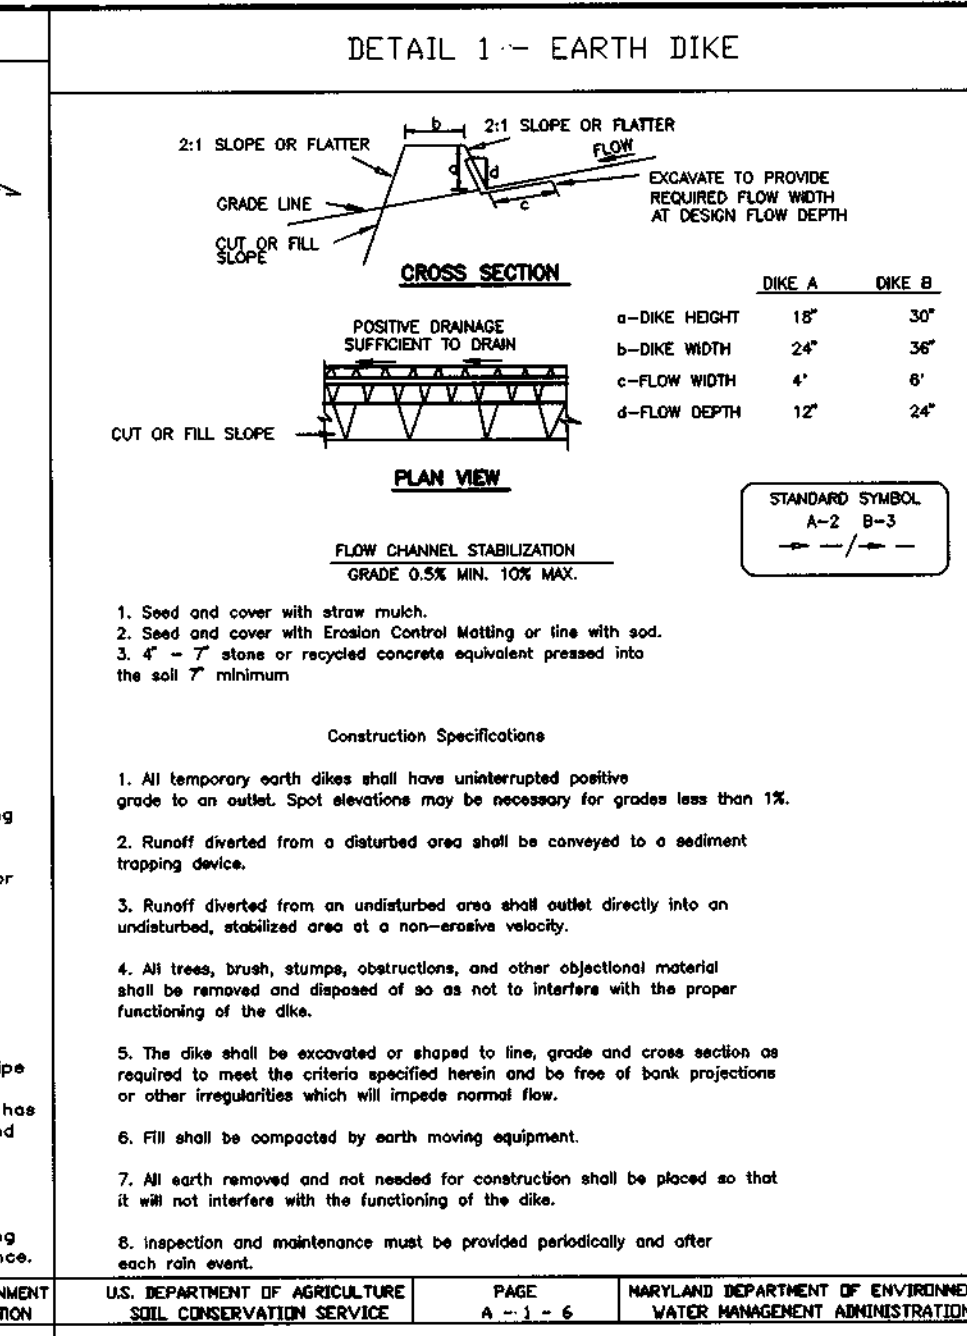 DETAIL 1 - EARTH DIKE
b
2:1 SLOPE OR FLATTER
2:1 SLOPE OR FLATTER
FLOW
a
d
EXCAVATE TO PROVIDE
REQUIRED FLOW WIDTH
AT DESIGN FLOW DEPTH
GRADE LINE
c
CUT OR FILL
SLOPE
CROSS SECTION
DIKE A DIKE B
a-DIKE HEIGHT 18" 30"
b-DIKE WIDTH 24" 36"
c-FLOW WIDTH 4' 6'
d-FLOW DEPTH 12" 24"
POSITIVE DRAINAGE
SUFFICIENT TO DRAIN
CUT OR FILL SLOPE
PLAN VIEW
STANDARD SYMBOL
A-2 B-3
FLOW CHANNEL STABILIZATION
GRADE 0.5% MIN. 10% MAX.
1. Seed and cover with straw mulch.
2. Seed and cover with Erosion Control Matting or line with sod.
3. 4" - 7" stone or recycled concrete equivalent pressed into
the soil 7" minimum
Construction Specifications
1. All temporary earth dikes shall have uninterrupted positive
grade to an outlet. Spot elevations may be necessary for grades less than 1%.
2. Runoff diverted from a disturbed area shall be conveyed to a sediment
trapping device.
3. Runoff diverted from an undisturbed area shall outlet directly into an
undisturbed, stabilized area at a non-erosive velocity.
4. All trees, brush, stumps, obstructions, and other objectional material
shall be removed and disposed of so as not to interfere with the proper
functioning of the dike.
5. The dike shall be excavated or shaped to line, grade and cross section as
required to meet the criteria specified herein and be free of bank projections
or other irregularities which will impede normal flow.
6. Fill shall be compacted by earth moving equipment.
7. All earth removed and not needed for construction shall be placed so that
it will not interfere with the functioning of the dike.
8. Inspection and maintenance must be provided periodically and after
each rain event.
U.S. DEPARTMENT OF AGRICULTURE
SOIL CONSERVATION SERVICE
PAGE
A - 1 - 6
MARYLAND DEPARTMENT OF ENVIRONME
WATER MANAGEMENT ADMINISTRATION
has
nce.
NMENT
TION